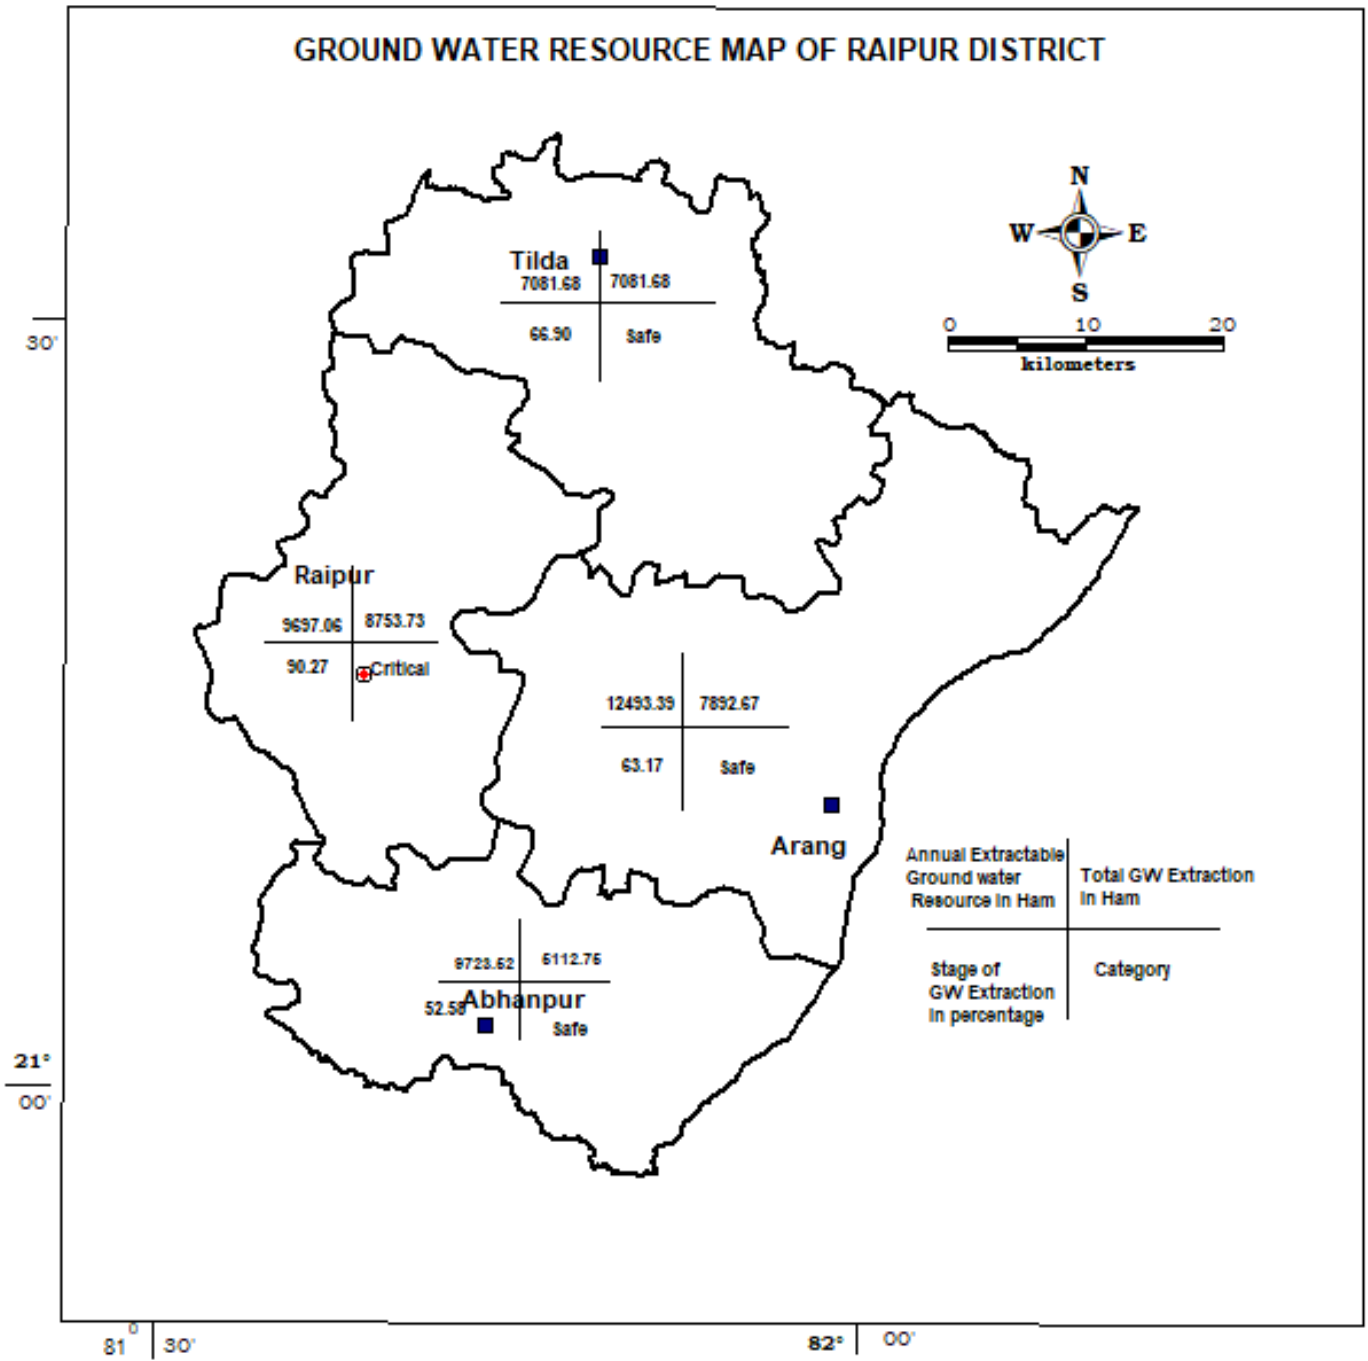 GROUND WATER RESOURCE MAP OF RAIPUR DISTRICT
N
W E
S
0 10 20
kilometers
30'
Tilda
7081.68 7081.68
66.90 Safe
Raipur
9697.06 8753.73
90.27 Critical
12493.39 7892.67
63.17 Safe
Arang
Annual Extractable
Ground water
Resource in Ham
Total GW Extraction
in Ham
Stage of
GW Extraction
in percentage
Category
9723.52 5112.75
52.58 Abhanpur
Safe
21°
00'
81° 30'
82° 00'